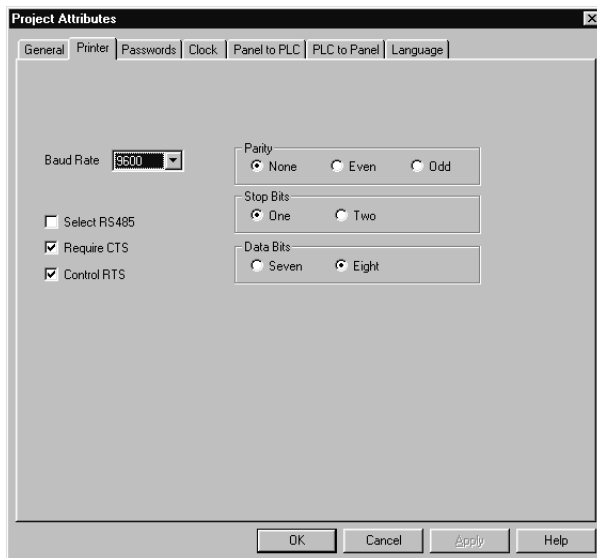 Project Attributes
General Printer Passwords Clock Panel to PLC PLC to Panel Language
Baud Rate 9600
Parity
None Even Odd
Stop Bits
One Two
Select RS485
Require CTS
Control RTS
Data Bits
Seven Eight
OK Cancel Apply Help